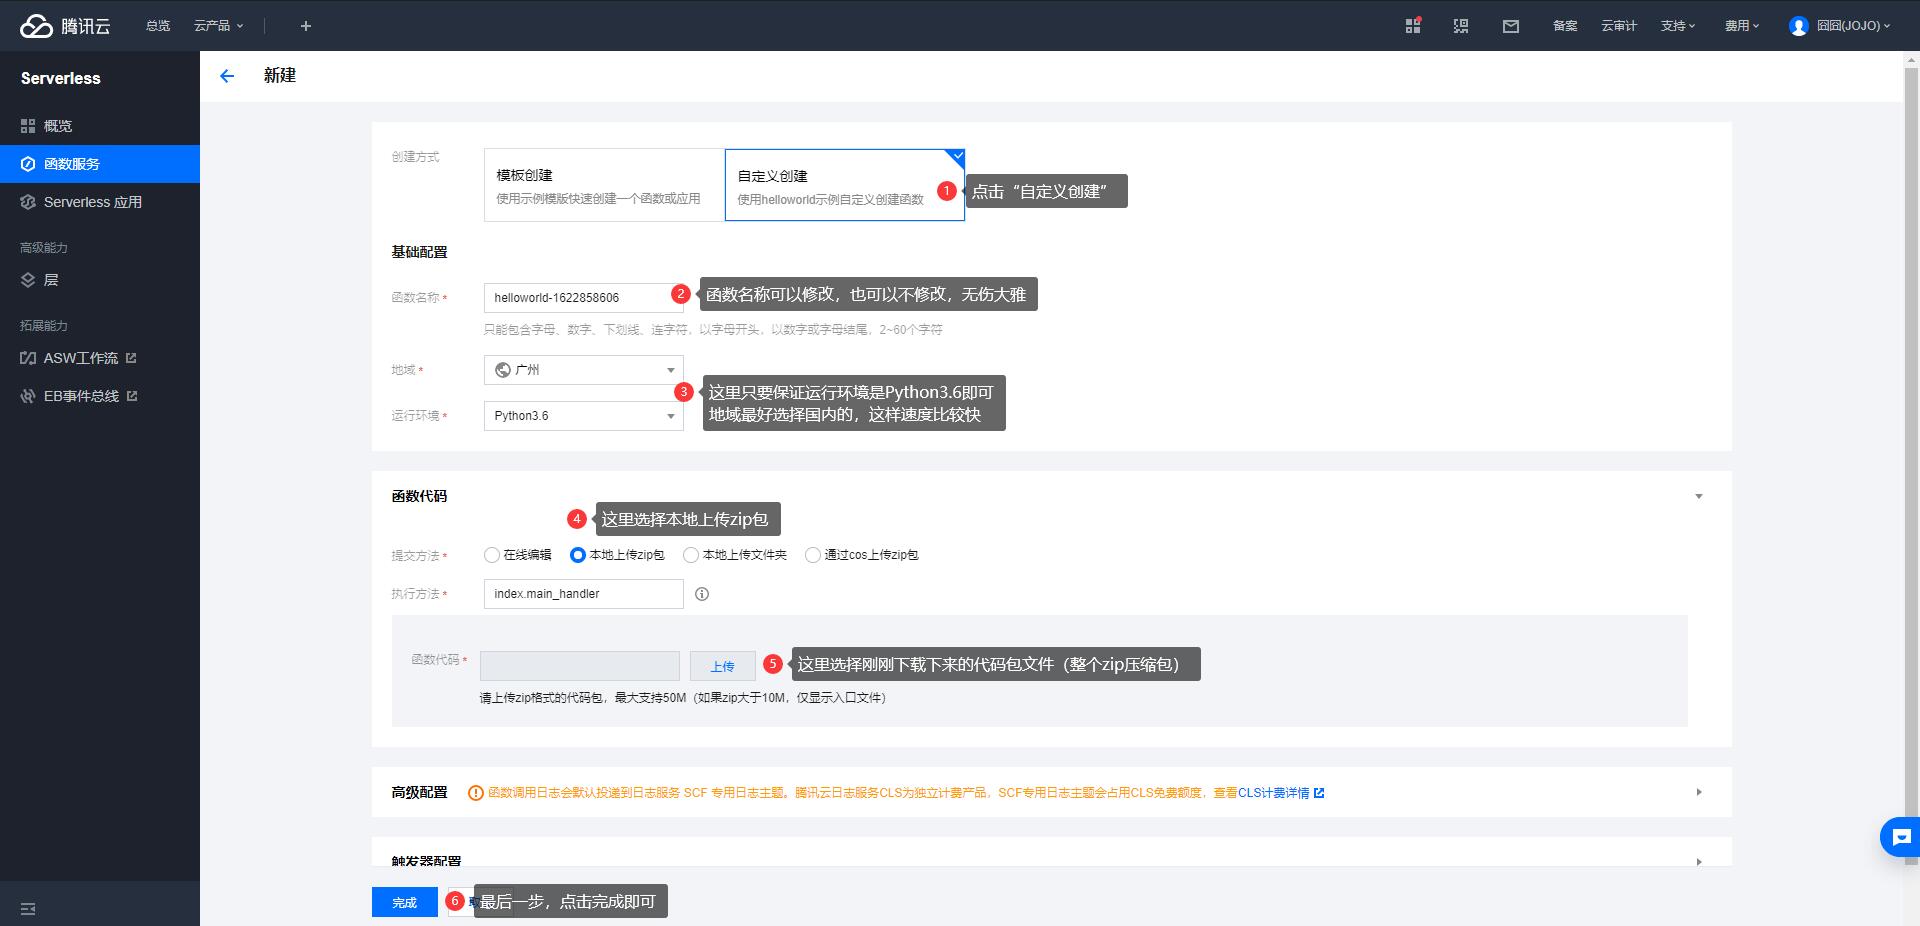 腾讯云
总览
云产品
+
备案
云审计
支持
费用
囧囧(JOJO)
Serverless
新建
概览
函数服务
Serverless 应用
高级能力
层
拓展能力
ASW工作流
EB事件总线
创建方式
模板创建
使用示例模版快速创建一个函数或应用
自定义创建
使用helloworld示例自定义创建函数
1
点击“自定义创建”
基础配置
函数名称*
helloworld-1622858606
2
函数名称可以修改，也可以不修改，无伤大雅
只能包含字母、数字、下划线、连字符，以字母开头，以数字或字母结尾，2~60个字符
地域*
广州
3
这里只要保证运行环境是Python3.6即可
地域最好选择国内的，这样速度比较快
运行环境*
Python3.6
函数代码
4
这里选择本地上传zip包
提交方法*
在线编辑
本地上传zip包
本地上传文件夹
通过cos上传zip包
执行方法*
index.main_handler
函数代码*
上传
5
这里选择刚刚下载下来的代码包文件（整个zip压缩包）
请上传zip格式的代码包，最大支持50M（如果zip大于10M，仅显示入口文件）
高级配置
函数调用日志会默认投递到日志服务 SCF 专用日志主题。腾讯云日志服务CLS为独立计费产品，SCF专用日志主题会占用CLS免费额度，查看CLS计费详情
触发器配置
完成
6
最后一步，点击完成即可